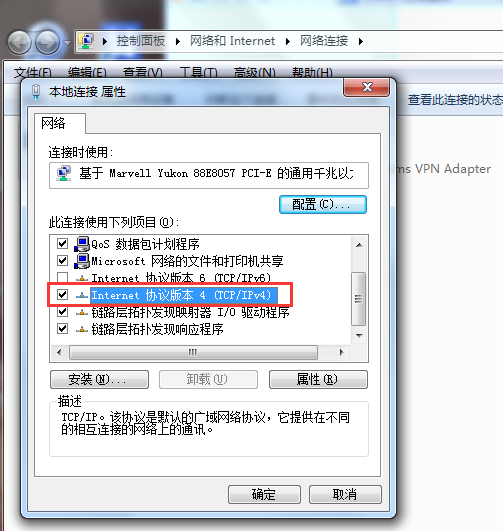 控制面板 ▸ 网络和 Internet ▸ 网络连接 ▸
文件(F) 编辑(E) 查看(V) 工具(T) 高级(N) 帮助(H)
查看此连接的状态
ms VPN Adapter
本地连接 属性
网络
连接时使用:
基于 Marvell Yukon 88E8057 PCI-E 的通用千兆以
配置(C)...
此连接使用下列项目(O):
QoS 数据包计划程序
Microsoft 网络的文件和打印机共享
Internet 协议版本 6 (TCP/IPv6)
Internet 协议版本 4 (TCP/IPv4)
链路层拓扑发现映射器 I/O 驱动程序
链路层拓扑发现响应程序
安装(N)... 卸载(U) 属性(R)
描述
TCP/IP。该协议是默认的广域网络协议，它提供在不同
的相互连接的网络上的通讯。
确定 取消